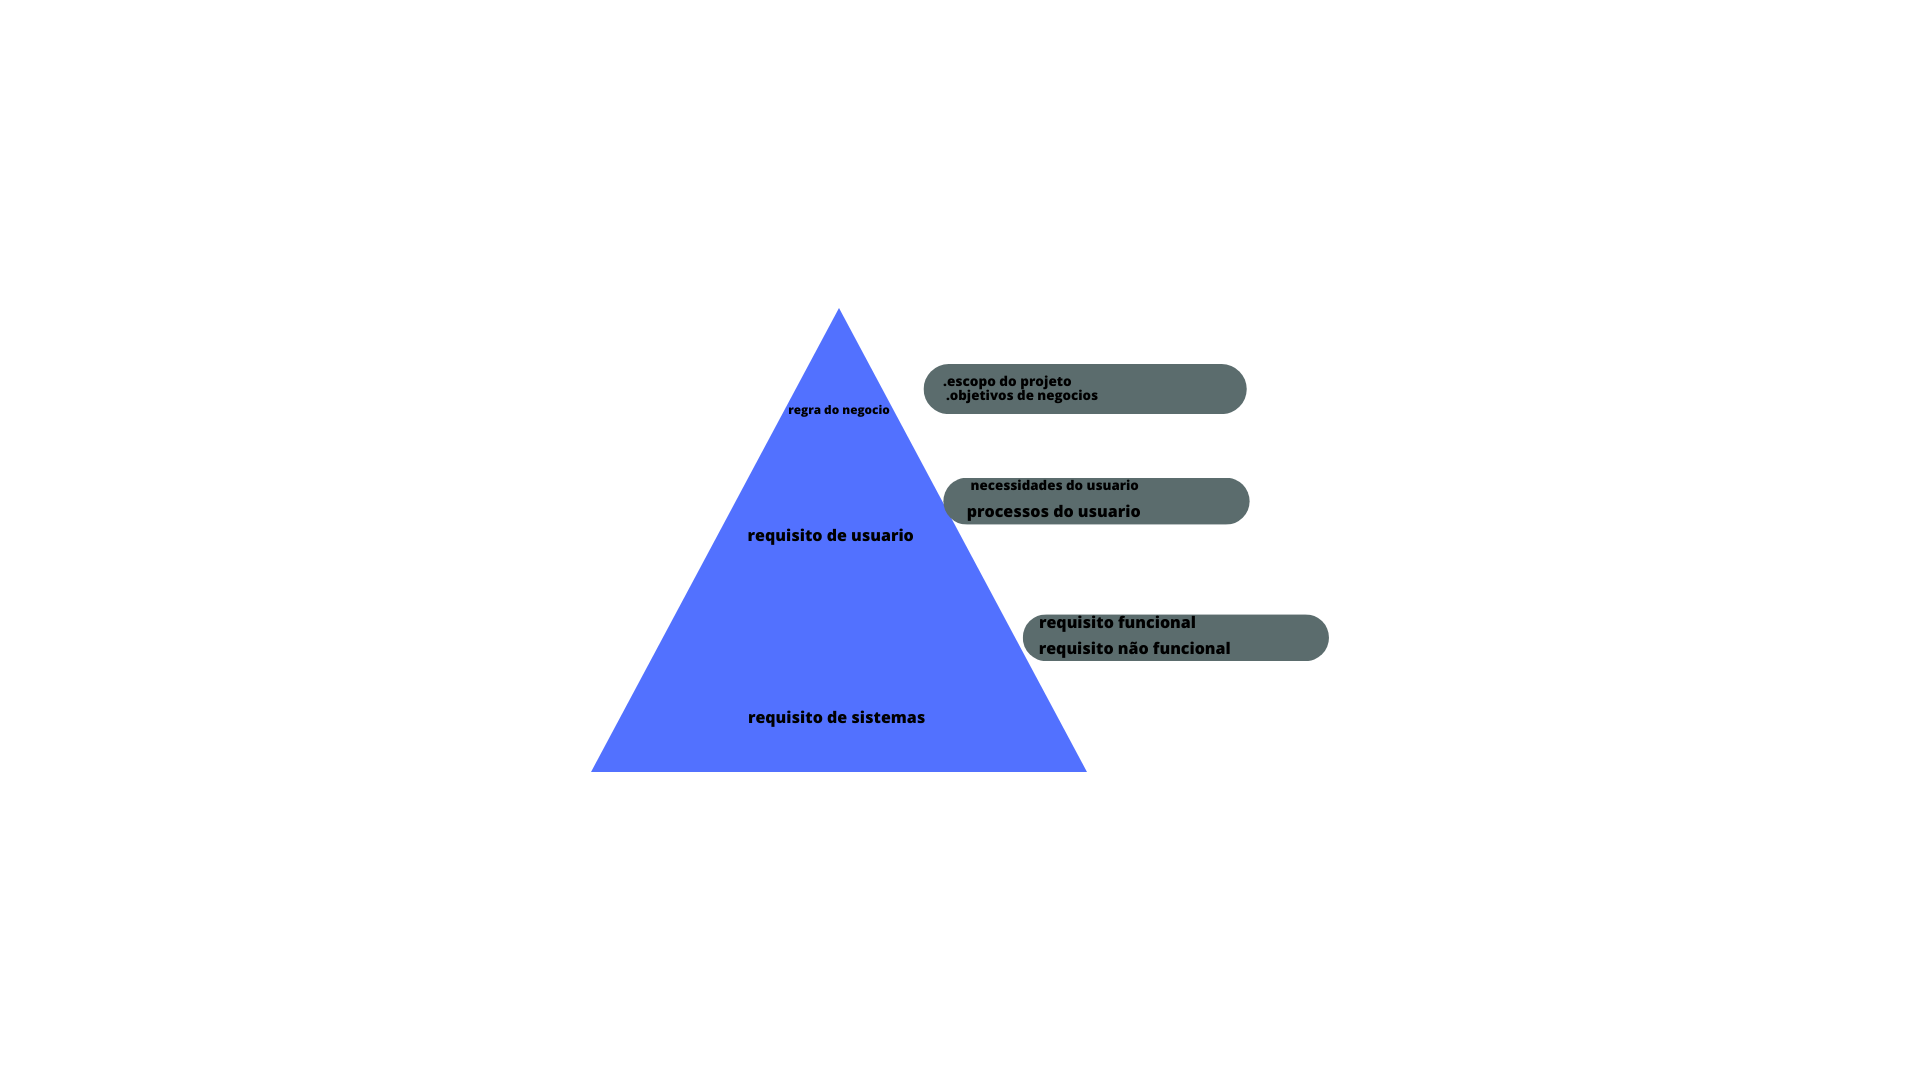 .escopo do projeto
.objetivos de negocios
regra do negocio
necessidades do usuario
processos do usuario
requisito de usuario
requisito funcional
requisito não funcional
requisito de sistemas